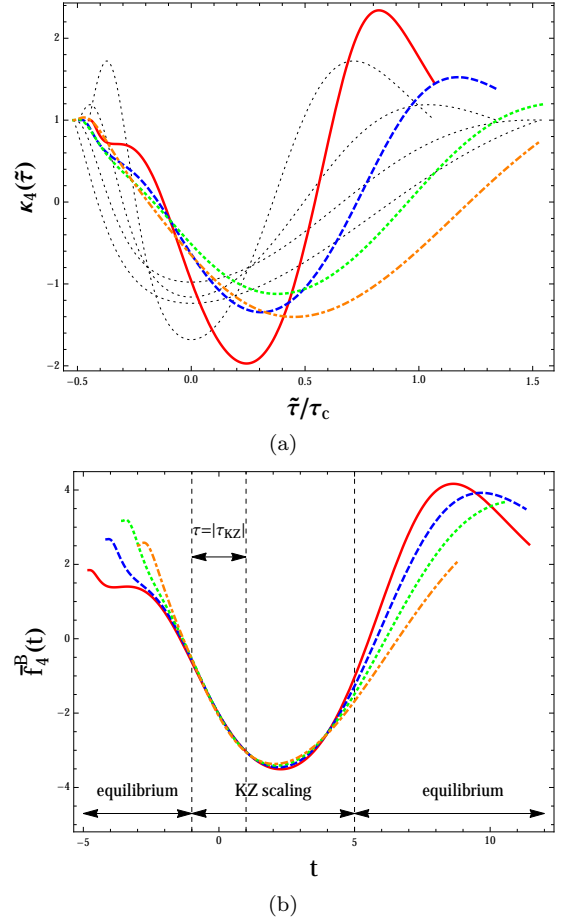 2
1
0
−1
−2
κ4(τ̃)
−0.5 0.0 0.5 1.0 1.5
τ̃/τc
(a)
4
2
0
−2
−4
f̄4^B(t)
τ=|τKZ|
equilibrium KZ scaling equilibrium
−5 0 5 10
t
(b)